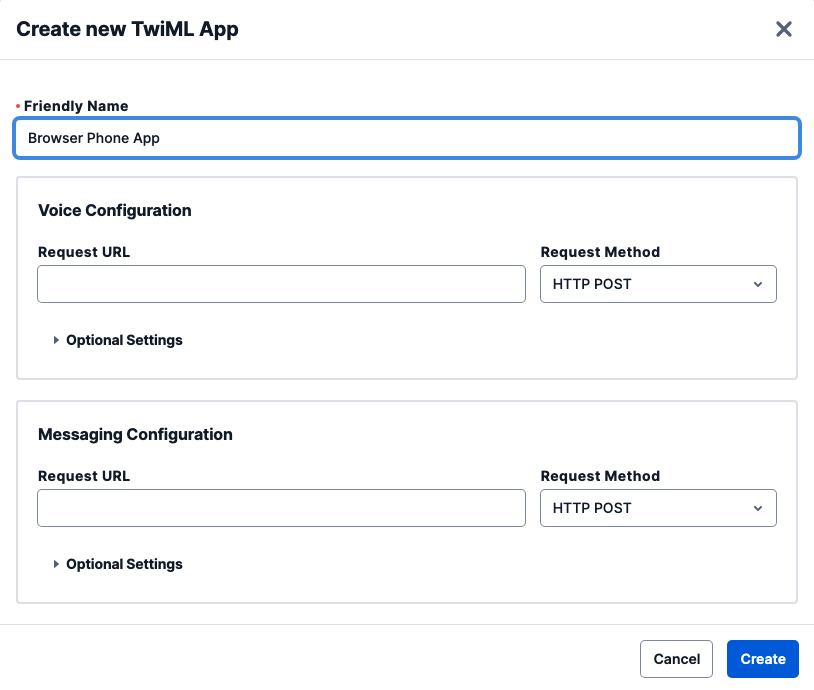 Create new TwiML App
• Friendly Name
Browser Phone App
Voice Configuration
Request URL Request Method
HTTP POST
Optional Settings
Messaging Configuration
Request URL Request Method
HTTP POST
Optional Settings
Cancel Create